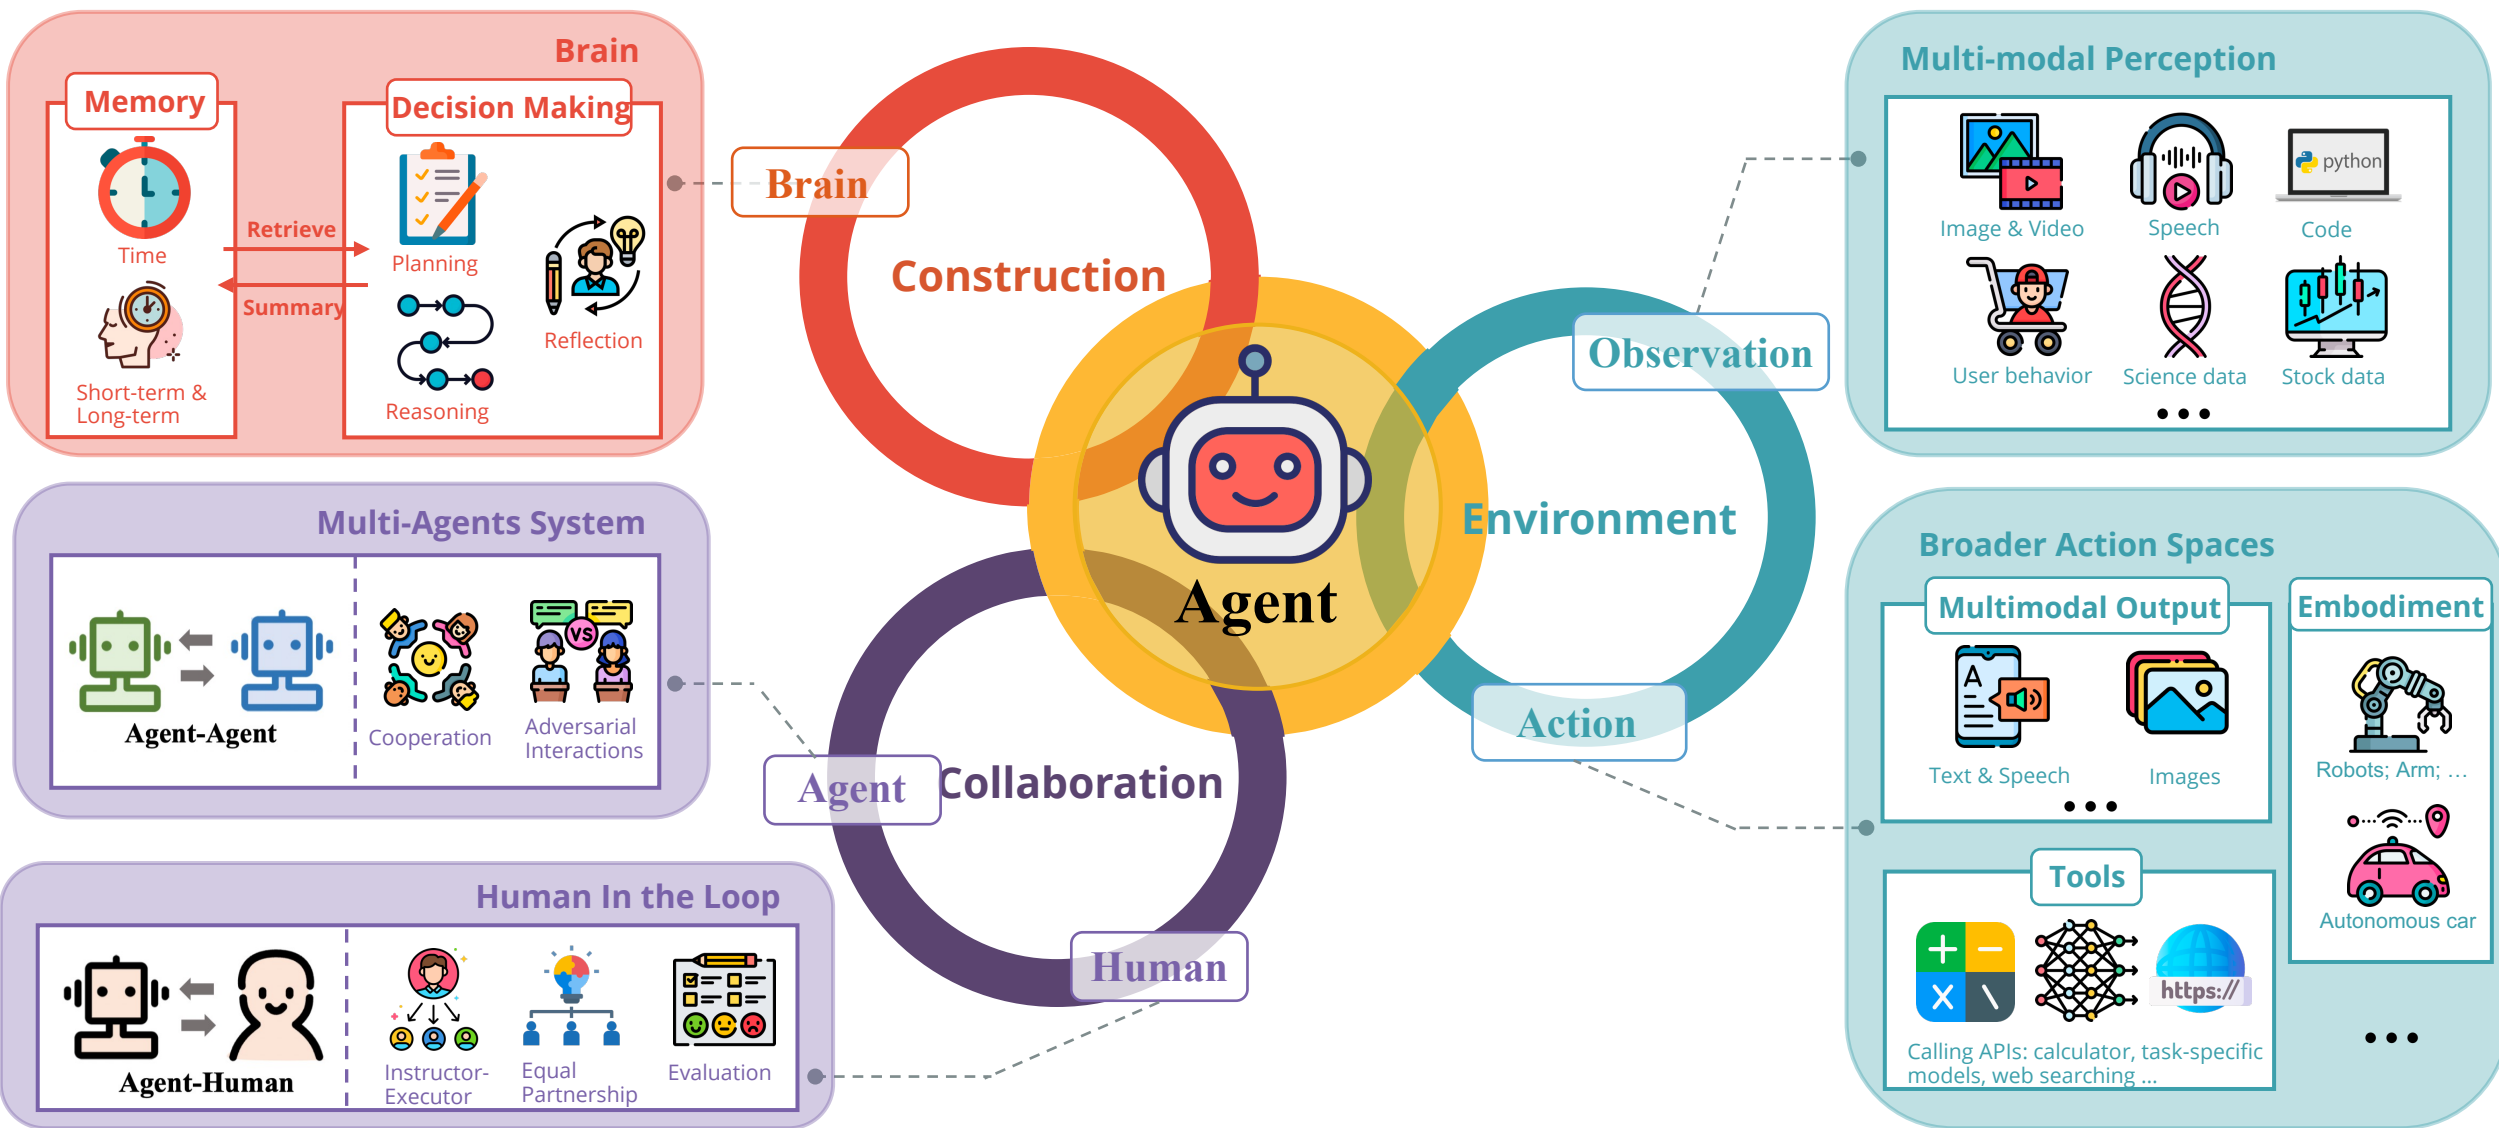 Brain
Memory
Decision Making
Time
Retrieve
Summary
Short-term &
Long-term
Planning
Reasoning
Reflection
Brain
Construction
Multi-modal Perception
python
Image & Video
Speech
Code
User behavior
Science data
Stock data
...
Observation
Environment
Agent
Action
Multi-Agents System
Agent-Agent
Cooperation
VS
Adversarial
Interactions
Agent
Collaboration
Human
Human In the Loop
Agent-Human
Instructor-
Executor
Equal
Partnership
Evaluation
Broader Action Spaces
Multimodal Output
A
Text & Speech
Images
...
Embodiment
Robots; Arm; ...
Autonomous car
...
Tools
+ −
x \
https://
Calling APIs: calculator, task-specific
models, web searching ...